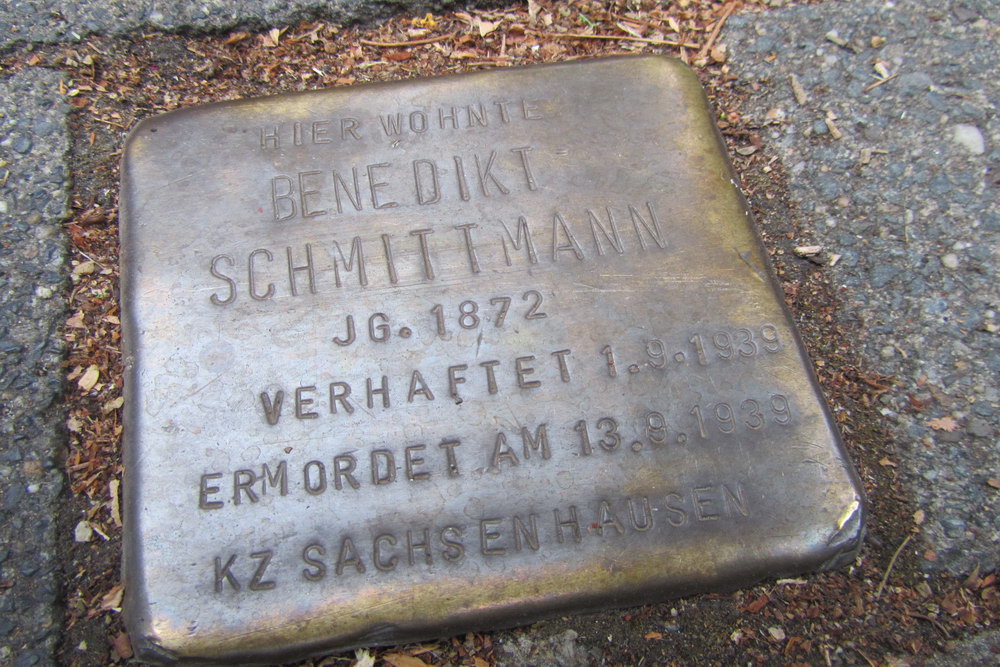 HIER WOHNTE
BENEDIKT
SCHMITTMANN
JG. 1872
VERHAFTET 1.9.1939
ERMORDET AM 13.9.1939
KZ SACHSENHAUSEN